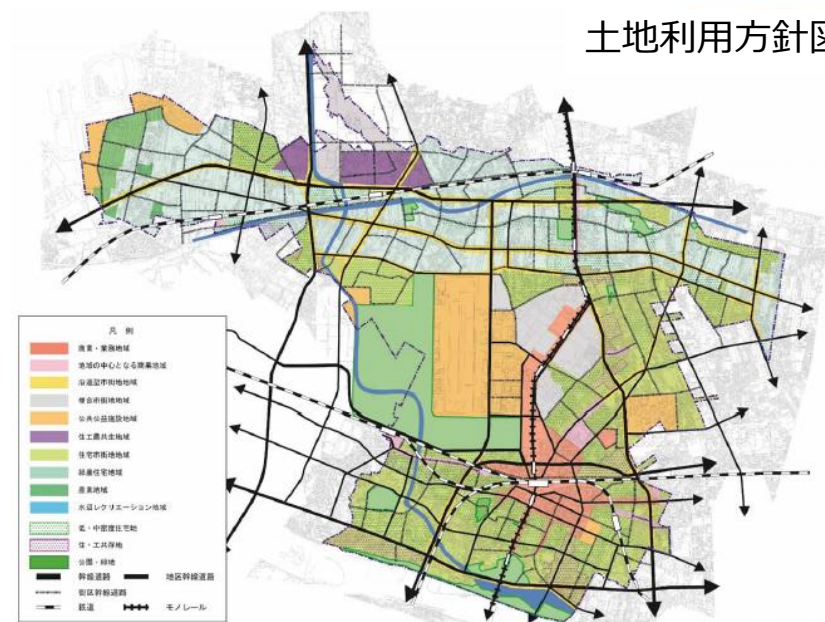 土地利用方針図
凡例
商業・業務地域
地域の中心となる商業地域
沿道型市街地地域
複合市街地地域
公共公益施設地域
住工農共生地域
住宅市街地地域
農住地域
水辺レクリエーション地域
低・中密度住宅地
住・工共存地
公園・緑地
幹線道路
地区幹線道路
街区幹線道路
鉄道
モノレール